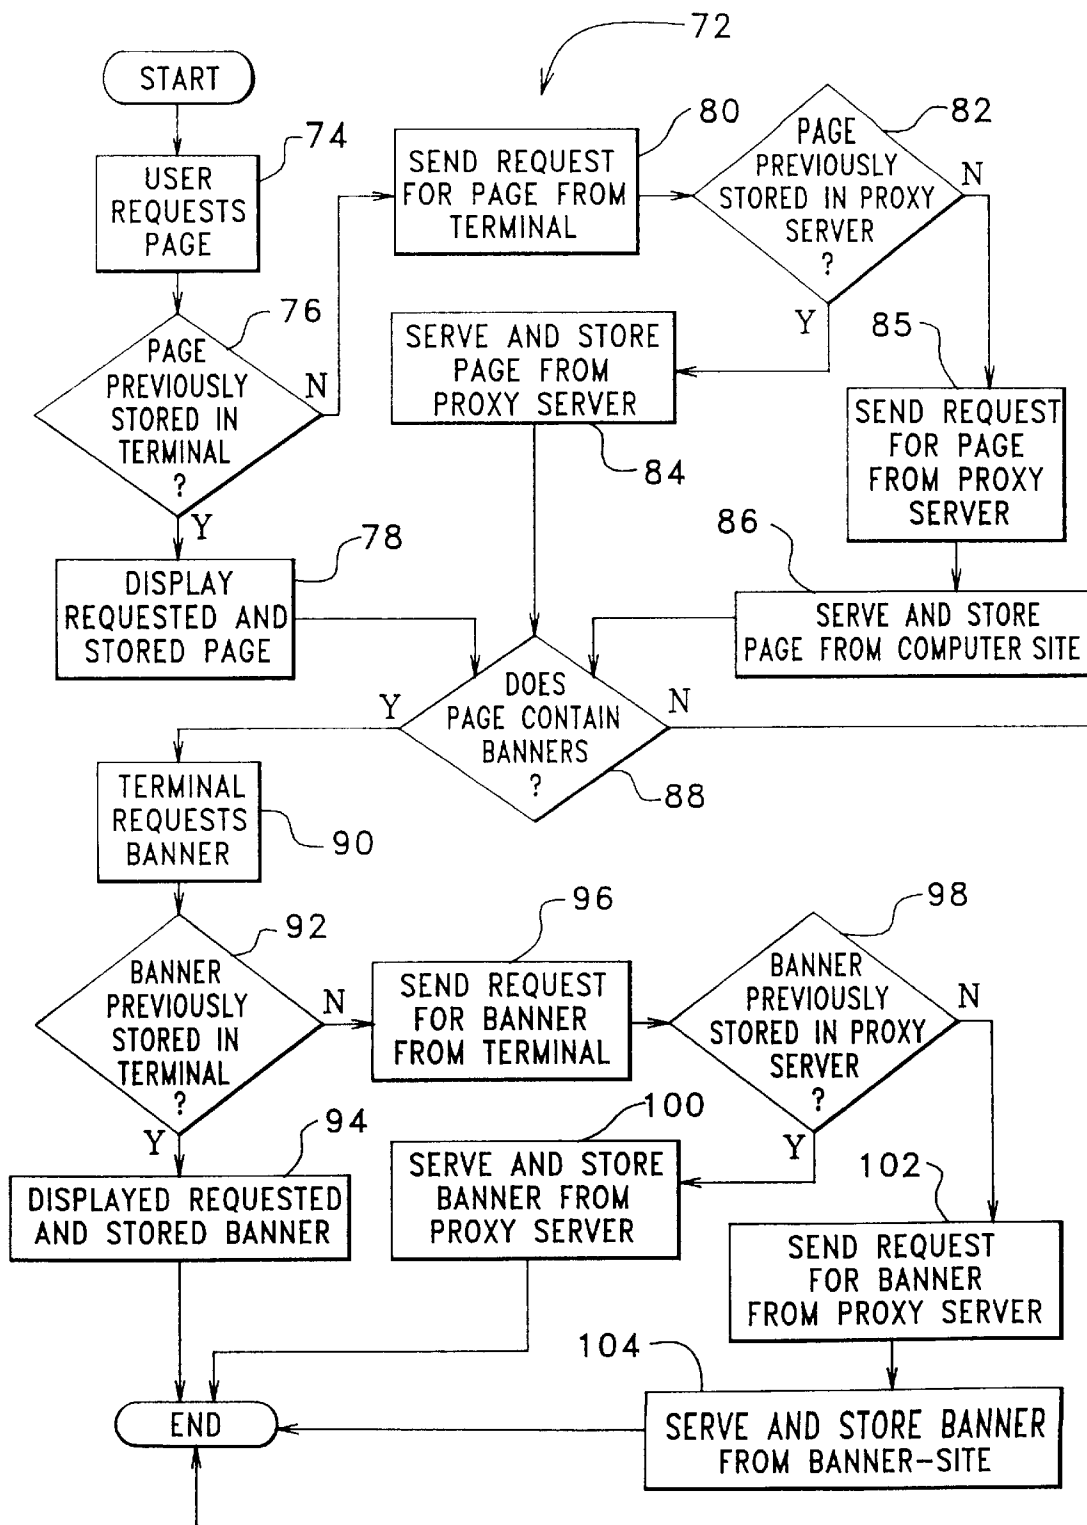 72
START
74
USER
REQUESTS
PAGE
80
SEND REQUEST
FOR PAGE FROM
TERMINAL
82
PAGE
PREVIOUSLY
STORED IN PROXY
SERVER
?
N
Y
76
PAGE
PREVIOUSLY
STORED IN
TERMINAL
?
N
Y
SERVE AND STORE
PAGE FROM
PROXY SERVER
84
85
SEND REQUEST
FOR PAGE
FROM PROXY
SERVER
78
DISPLAY
REQUESTED AND
STORED PAGE
86
SERVE AND STORE
PAGE FROM COMPUTER SITE
DOES
PAGE CONTAIN
BANNERS
?
Y
N
88
TERMINAL
REQUESTS
BANNER
90
92
BANNER
PREVIOUSLY
STORED IN
TERMINAL
?
N
Y
96
SEND REQUEST
FOR BANNER
FROM TERMINAL
98
BANNER
PREVIOUSLY
STORED IN PROXY
SERVER
?
N
Y
94
DISPLAYED REQUESTED
AND STORED BANNER
100
SERVE AND STORE
BANNER FROM
PROXY SERVER
102
SEND REQUEST
FOR BANNER
FROM PROXY SERVER
104
SERVE AND STORE BANNER
FROM BANNER-SITE
END